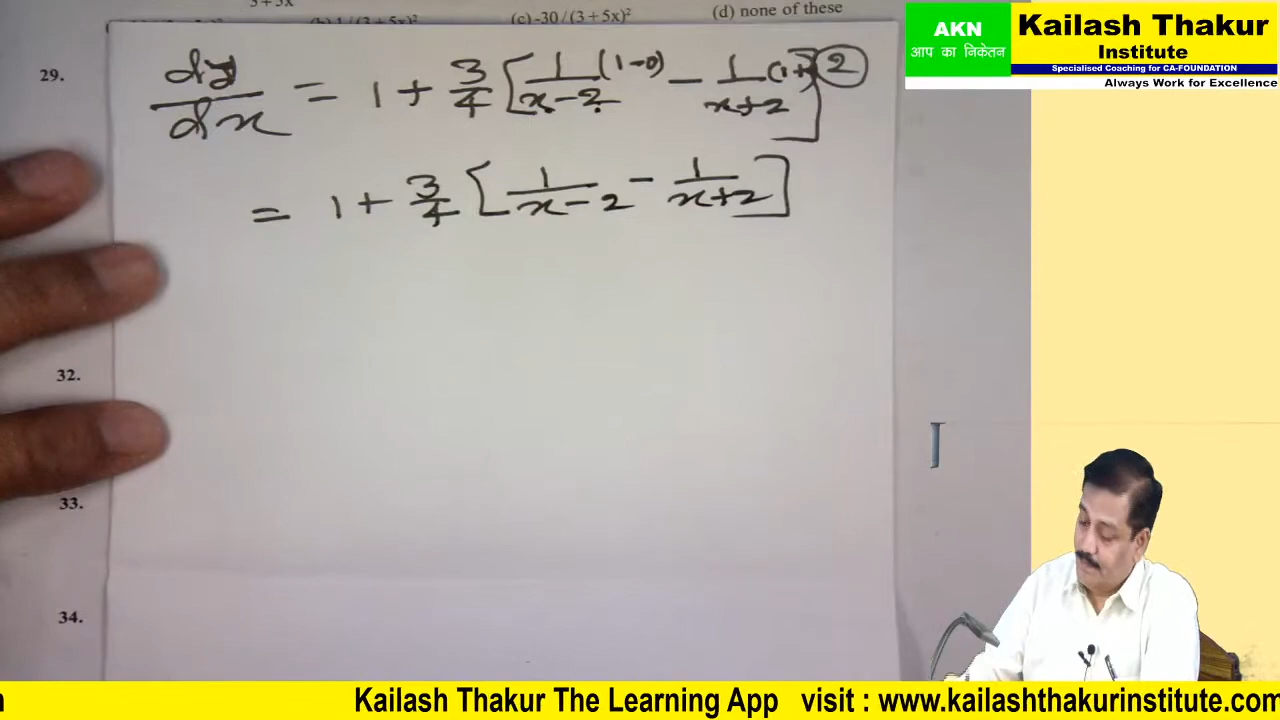 3+5x
(c) -30 / (3 + 5x)²
(d) none of these
29.
dy/dx = 1 + 3/4 [ 1/(x-2) (1-0) - 1/(x+2) ] ②
= 1 + 3/4 [ 1/(x-2) - 1/(x+2) ]
32.
33.
34.
AKN
आप का निकेतन
Kailash Thakur
Institute
Specialised Coaching for CA-FOUNDATION
Always Work for Excellence
Kailash Thakur The Learning App visit : www.kailashthakurinstitute.com